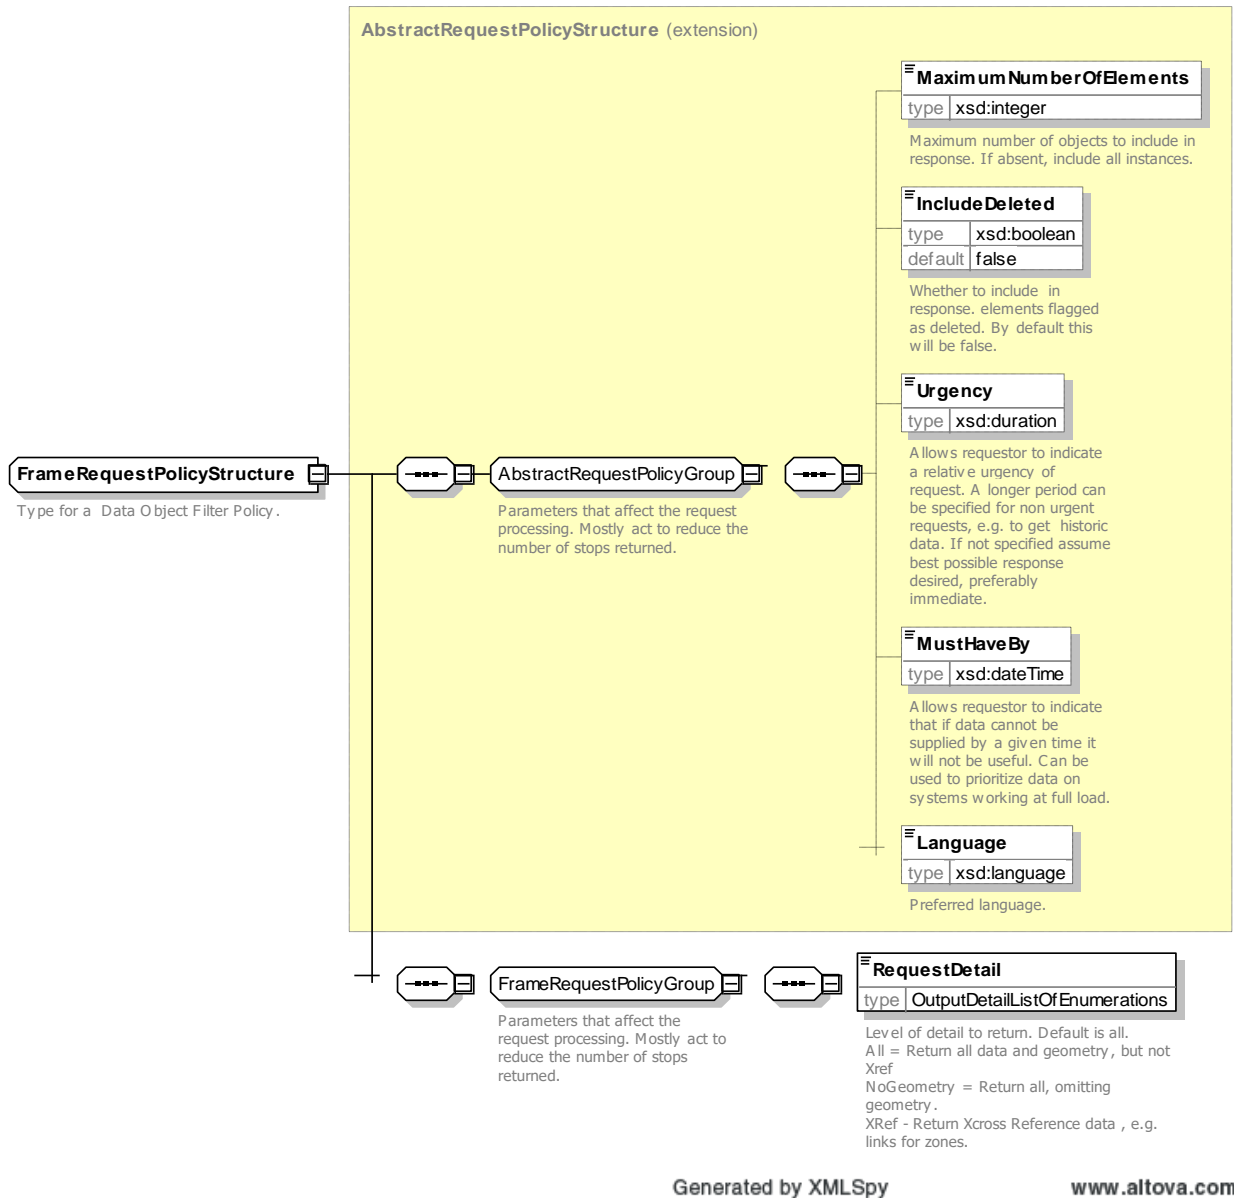 AbstractRequestPolicyStructure (extension)
MaximumNumberOfElements
type xsd:integer
Maximum number of objects to include in
response. If absent, include all instances.
IncludeDeleted
type xsd:boolean
default false
Whether to include in
response. elements flagged
as deleted. By default this
will be false.
Urgency
type xsd:duration
Allows requestor to indicate
a relative urgency of
request. A longer period can
be specified for non urgent
requests, e.g. to get historic
data. If not specified assume
best possible response
desired, preferably
immediate.
FrameRequestPolicyStructure
Type for a Data Object Filter Policy.
AbstractRequestPolicyGroup
Parameters that affect the request
processing. Mostly act to reduce the
number of stops returned.
MustHaveBy
type xsd:dateTime
Allows requestor to indicate
that if data cannot be
supplied by a given time it
will not be useful. Can be
used to prioritize data on
systems working at full load.
Language
type xsd:language
Preferred language.
FrameRequestPolicyGroup
Parameters that affect the
request processing. Mostly act to
reduce the number of stops
returned.
RequestDetail
type OutputDetailListOfEnumerations
Level of detail to return. Default is all.
All = Return all data and geometry, but not
Xref
NoGeometry = Return all, omitting
geometry.
XRef - Return Xcross Reference data , e.g.
links for zones.
Generated by XMLSpy www.altova.com